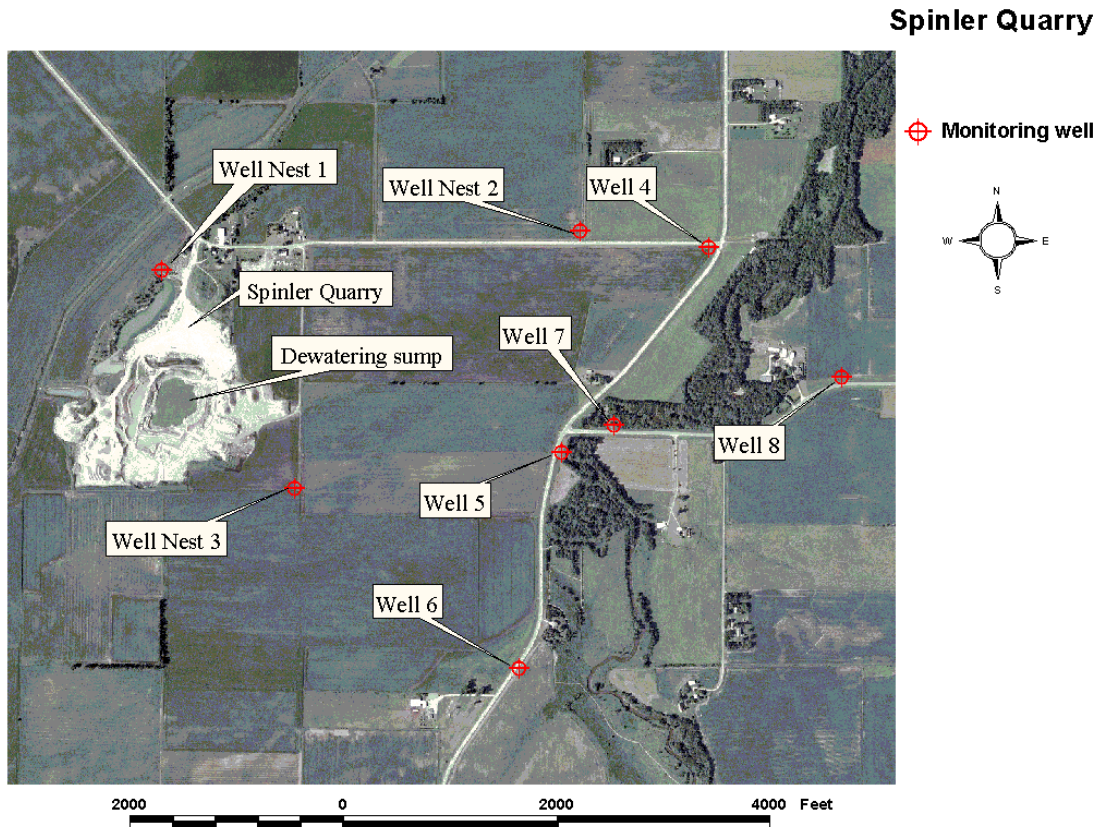 Spinler Quarry
Monitoring well
N
W
E
S
Well Nest 1
Well Nest 2
Well 4
Spinler Quarry
Well 7
Dewatering sump
Well 8
Well 5
Well Nest 3
Well 6
2000 0 2000 4000 Feet